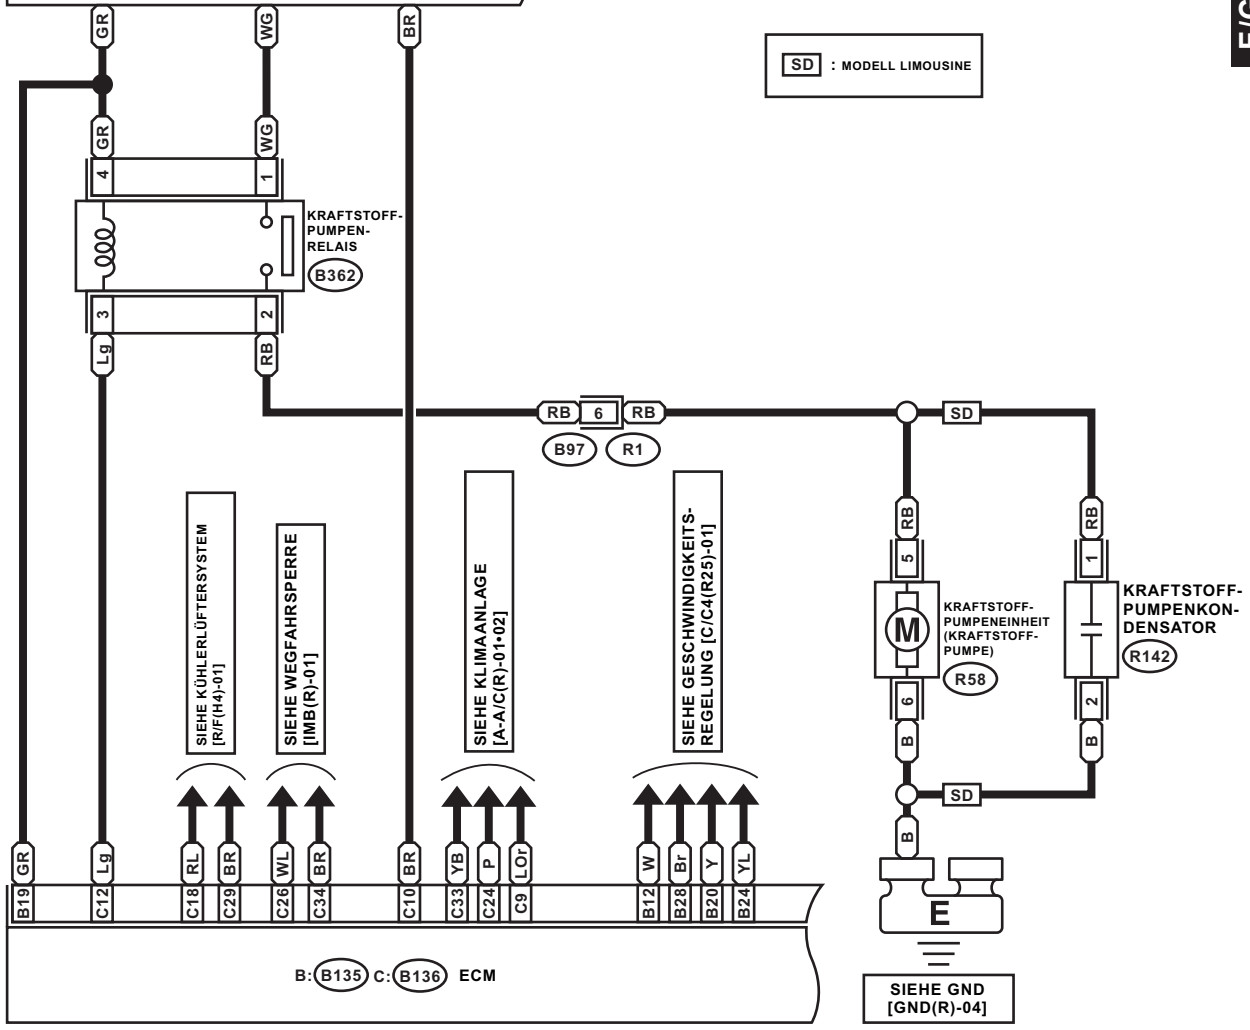 GR
WG
BR
E/C
SD : MODELL LIMOUSINE
GR
WG
4
1
KRAFTSTOFF-
PUMPEN-
RELAIS
B362
3
2
Lg
RB
RB
6
RB
SD
B97
R1
SIEHE KÜHLERLÜFTERSYSTEM
[R/F(H4)-01]
SIEHE WEGFAHRSPERRE
[IMB(R)-01]
SIEHE KLIMAANLAGE
[A-A/C(R)-01•02]
SIEHE GESCHWINDIGKEITS-
REGELUNG [C/C4(R25)-01]
RB
RB
5
1
M
KRAFTSTOFF-
PUMPENEINHEIT
(KRAFTSTOFF-
PUMPE)
R58
KRAFTSTOFF-
PUMPENKON-
DENSATOR
R142
6
2
B
B
SD
B
GR
Lg
RL
BR
WL
BR
BR
YB
P
LOr
W
Br
Y
YL
B19
C12
C18
C29
C26
C34
C10
C33
C24
C9
B12
B28
B20
B24
E
B: B135 C: B136 ECM
SIEHE GND
[GND(R)-04]